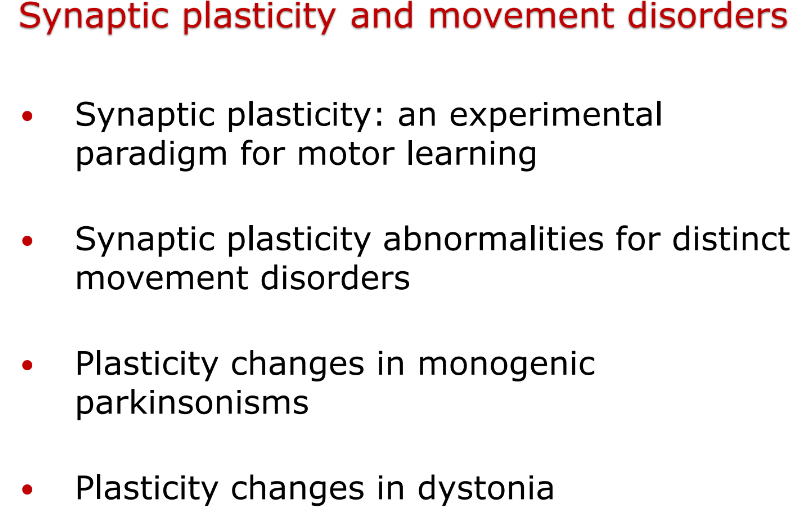 Synaptic plasticity and movement disorders
• Synaptic plasticity: an experimental
paradigm for motor learning
• Synaptic plasticity abnormalities for distinct
movement disorders
• Plasticity changes in monogenic
parkinsonisms
• Plasticity changes in dystonia